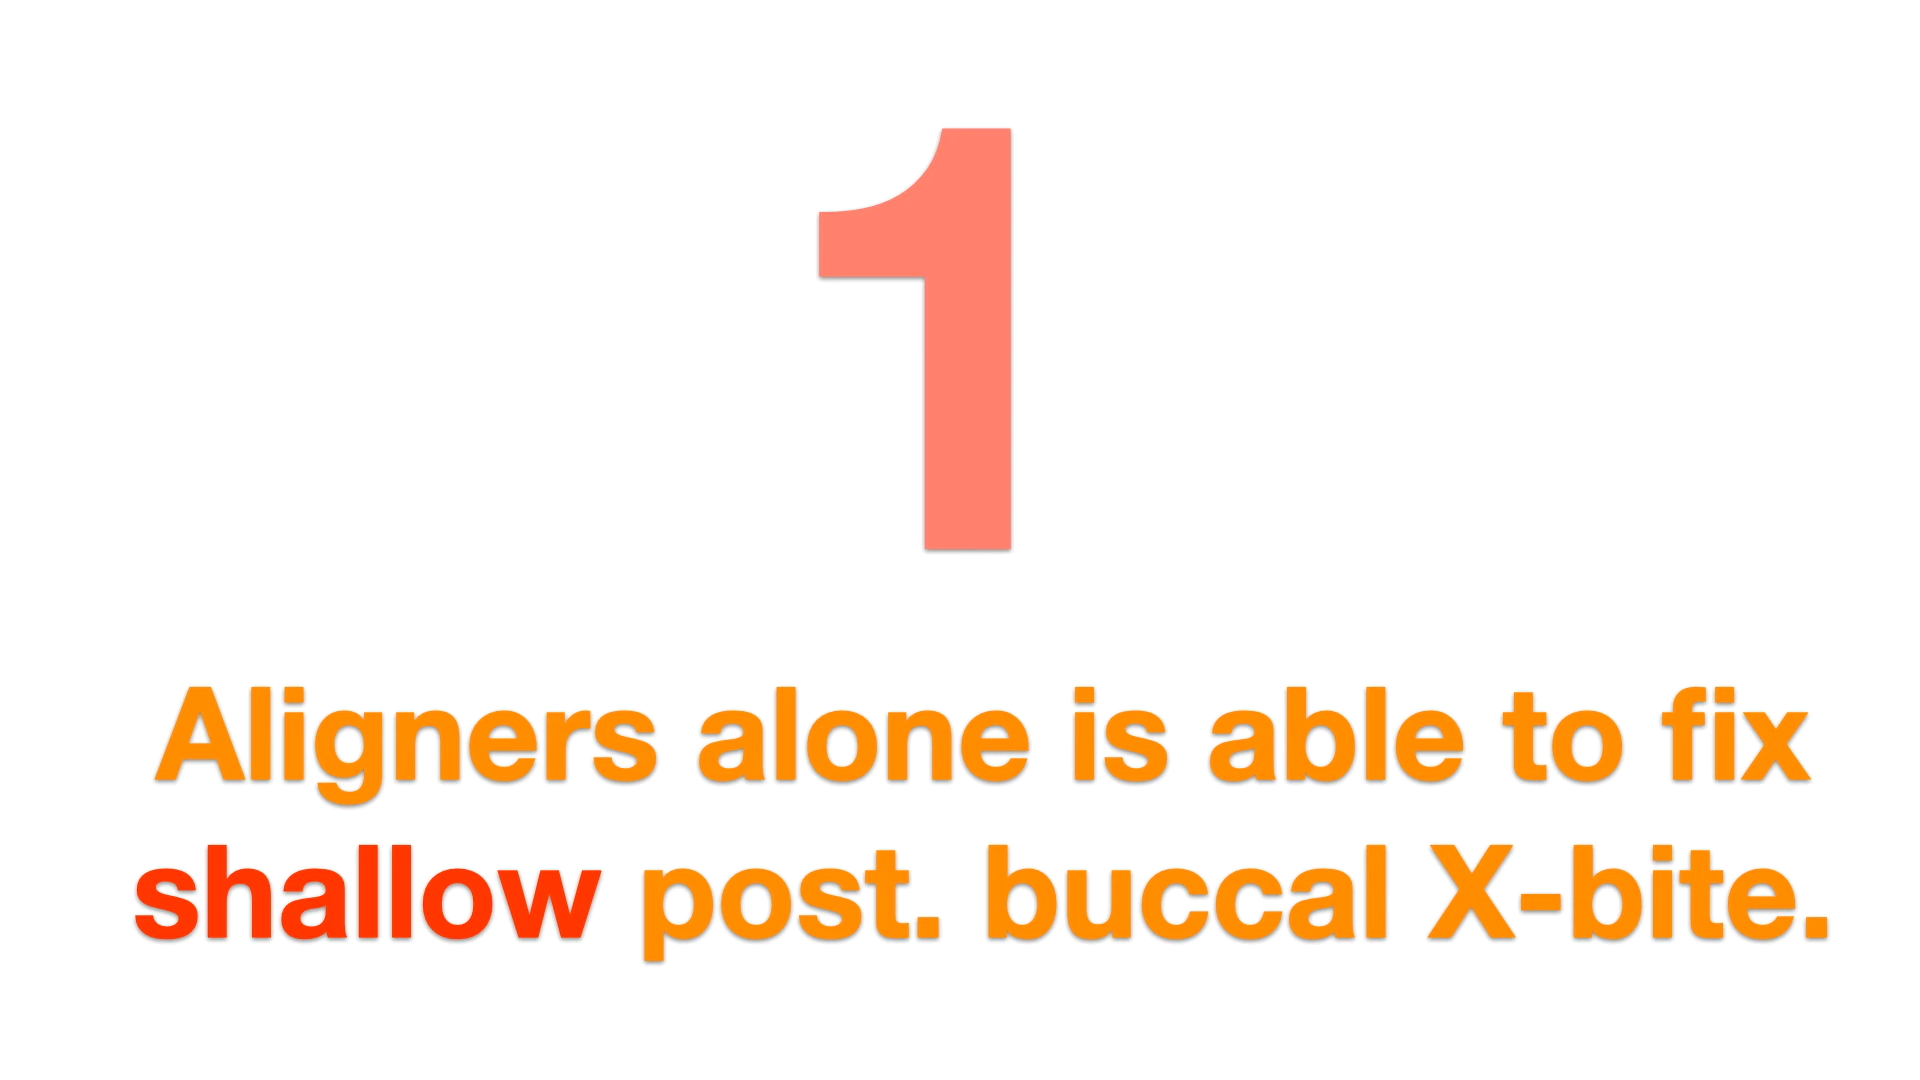 1
Aligners alone is able to fix
shallow post. buccal X-bite.